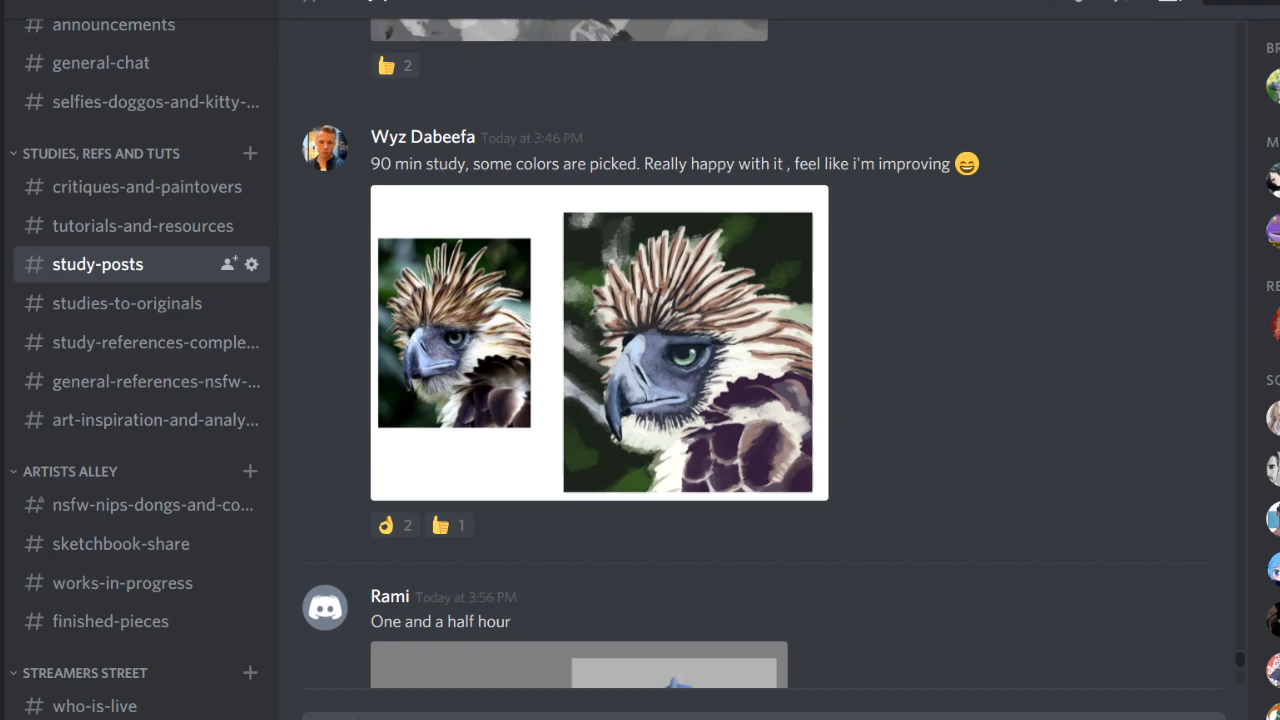 announcements
general-chat
selfies-doggos-and-kitty-...
STUDIES, REFS AND TUTS
critiques-and-paintovers
tutorials-and-resources
study-posts
studies-to-originals
study-references-comple...
general-references-nsfw-...
art-inspiration-and-analy...
ARTISTS ALLEY
nsfw-nips-dongs-and-co...
sketchbook-share
works-in-progress
finished-pieces
STREAMERS STREET
who-is-live
2
Wyz Dabeefa Today at 3:46 PM
90 min study, some colors are picked. Really happy with it , feel like i'm improving
2 1
Rami Today at 3:56 PM
One and a half hour
BR
M
RE
SC